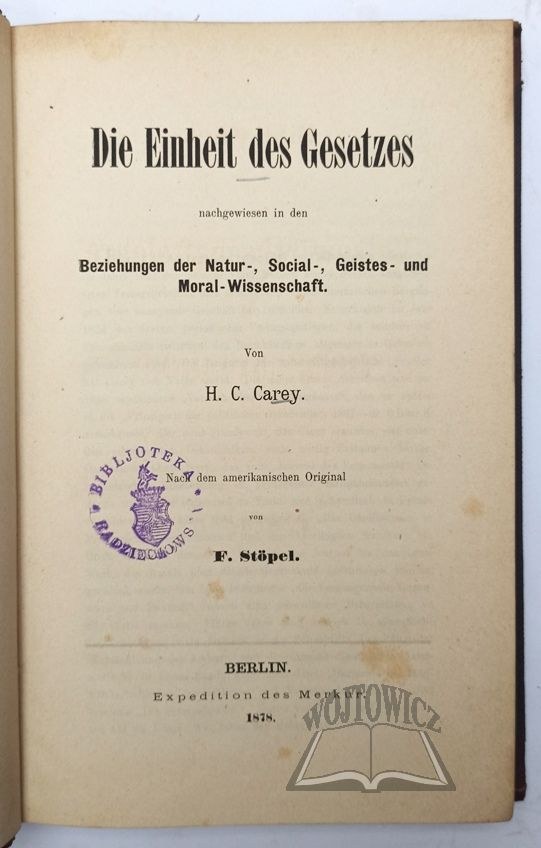 Die Einheit des Gesetzes
nachgewiesen in den
Beziehungen der Natur-, Social-, Geistes- und
Moral-Wissenschaft.
Von
H. C. Carey.
Nach dem amerikanischen Original
von
F. Stöpel.
BIBLJOTEKA
BERLIN.
Expedition des Merkur.
1878.
WÓJTOWICZ